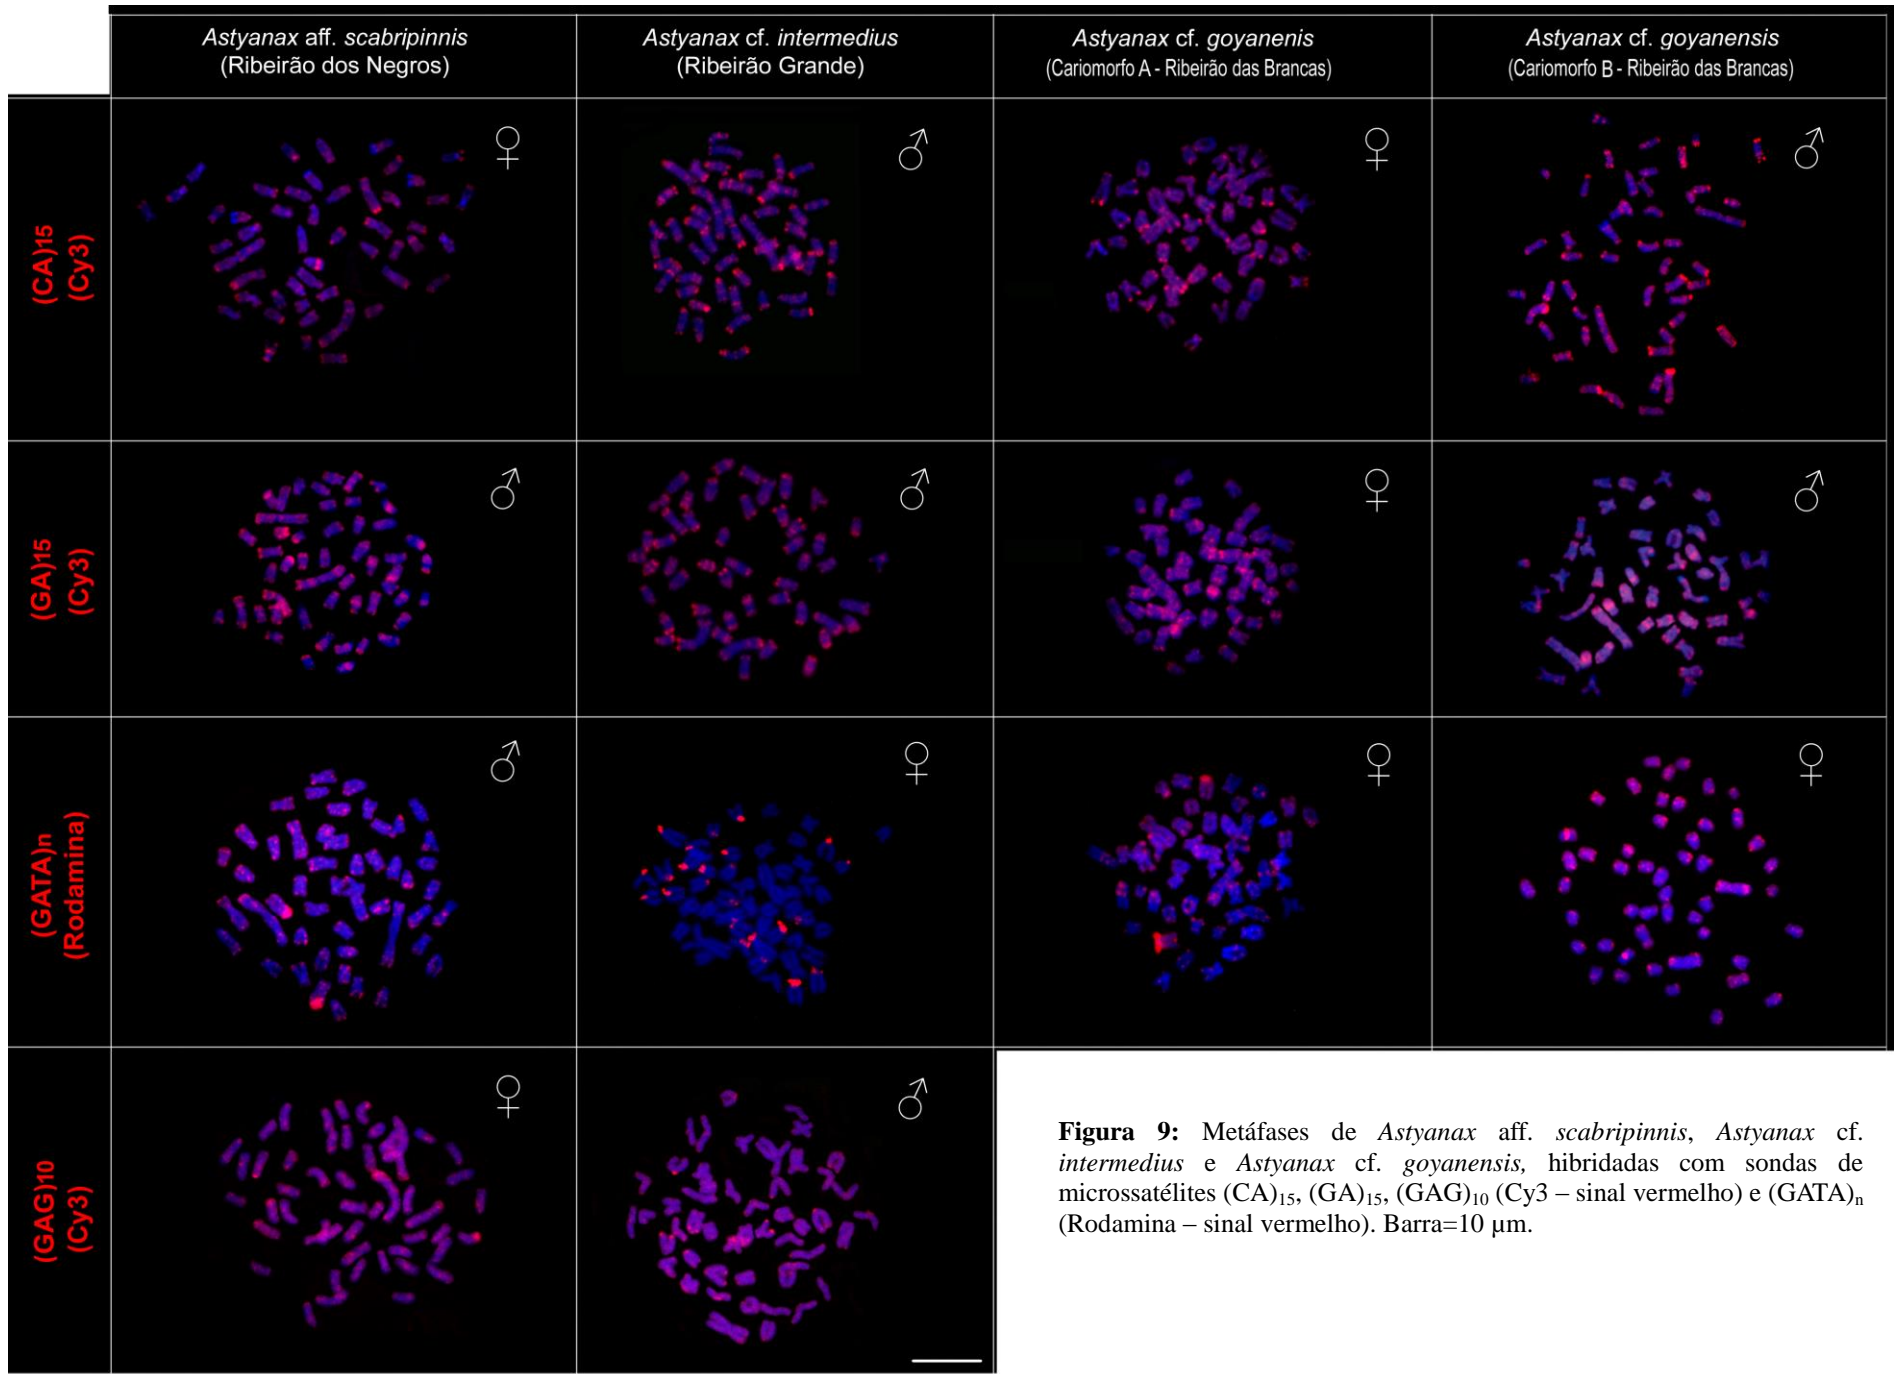 Astyanax aff. scabripinnis
(Ribeirão dos Negros)
Astyanax cf. intermedius
(Ribeirão Grande)
Astyanax cf. goyanenis
(Cariomorfo A - Ribeirão das Brancas)
Astyanax cf. goyanensis
(Cariomorfo B - Ribeirão das Brancas)
(CA)15
(Cy3)
♀
♂
♀
♂
(GA)15
(Cy3)
♂
♂
♀
♂
(GATA)n
(Rodamina)
♂
♀
♀
♀
(GAG)10
(Cy3)
♀
♂
Figura 9: Metáfases de Astyanax aff. scabripinnis, Astyanax cf.
intermedius e Astyanax cf. goyanensis, hibridadas com sondas de
microssatélites (CA)15, (GA)15, (GAG)10 (Cy3 – sinal vermelho) e (GATA)n
(Rodamina – sinal vermelho). Barra=10 µm.